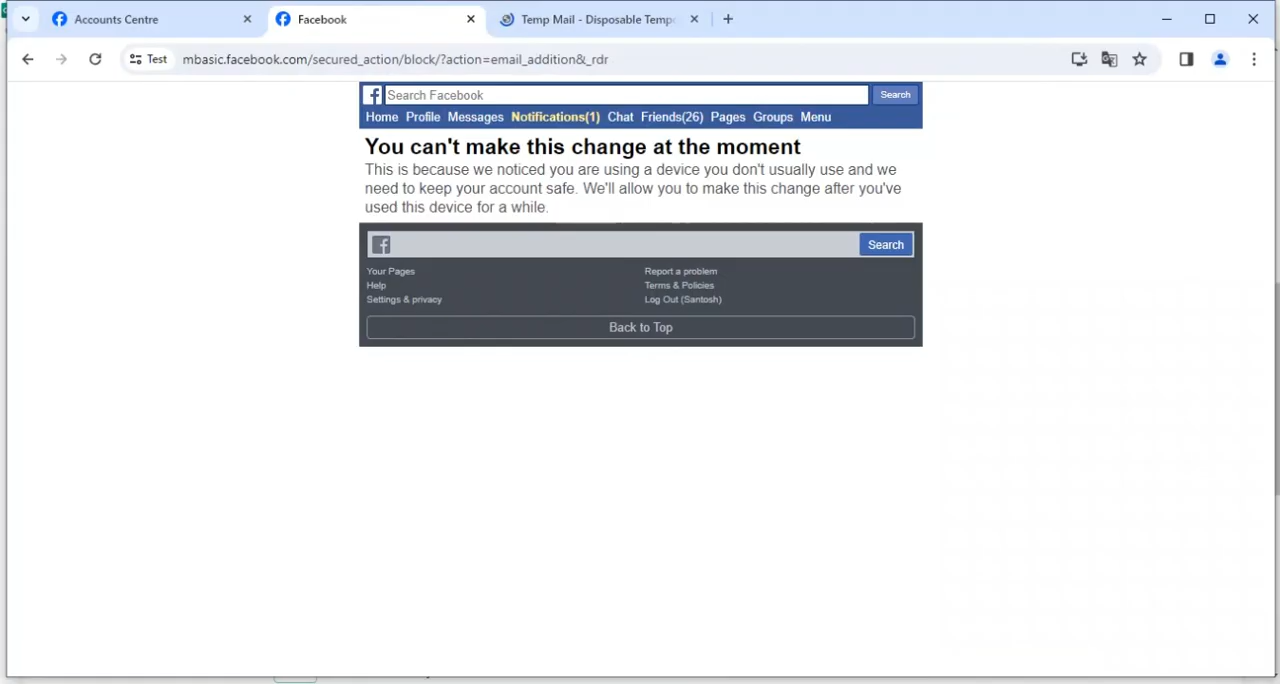 Accounts Centre
Facebook
Temp Mail - Disposable Tempo
Test
mbasic.facebook.com/secured_action/block/?action=email_addition&_rdr
Search Facebook
Search
Home Profile Messages Notifications(1) Chat Friends(26) Pages Groups Menu
You can't make this change at the moment
This is because we noticed you are using a device you don't usually use and we
need to keep your account safe. We'll allow you to make this change after you've
used this device for a while.
Search
Your Pages
Report a problem
Help
Terms & Policies
Settings & privacy
Log Out (Santosh)
Back to Top